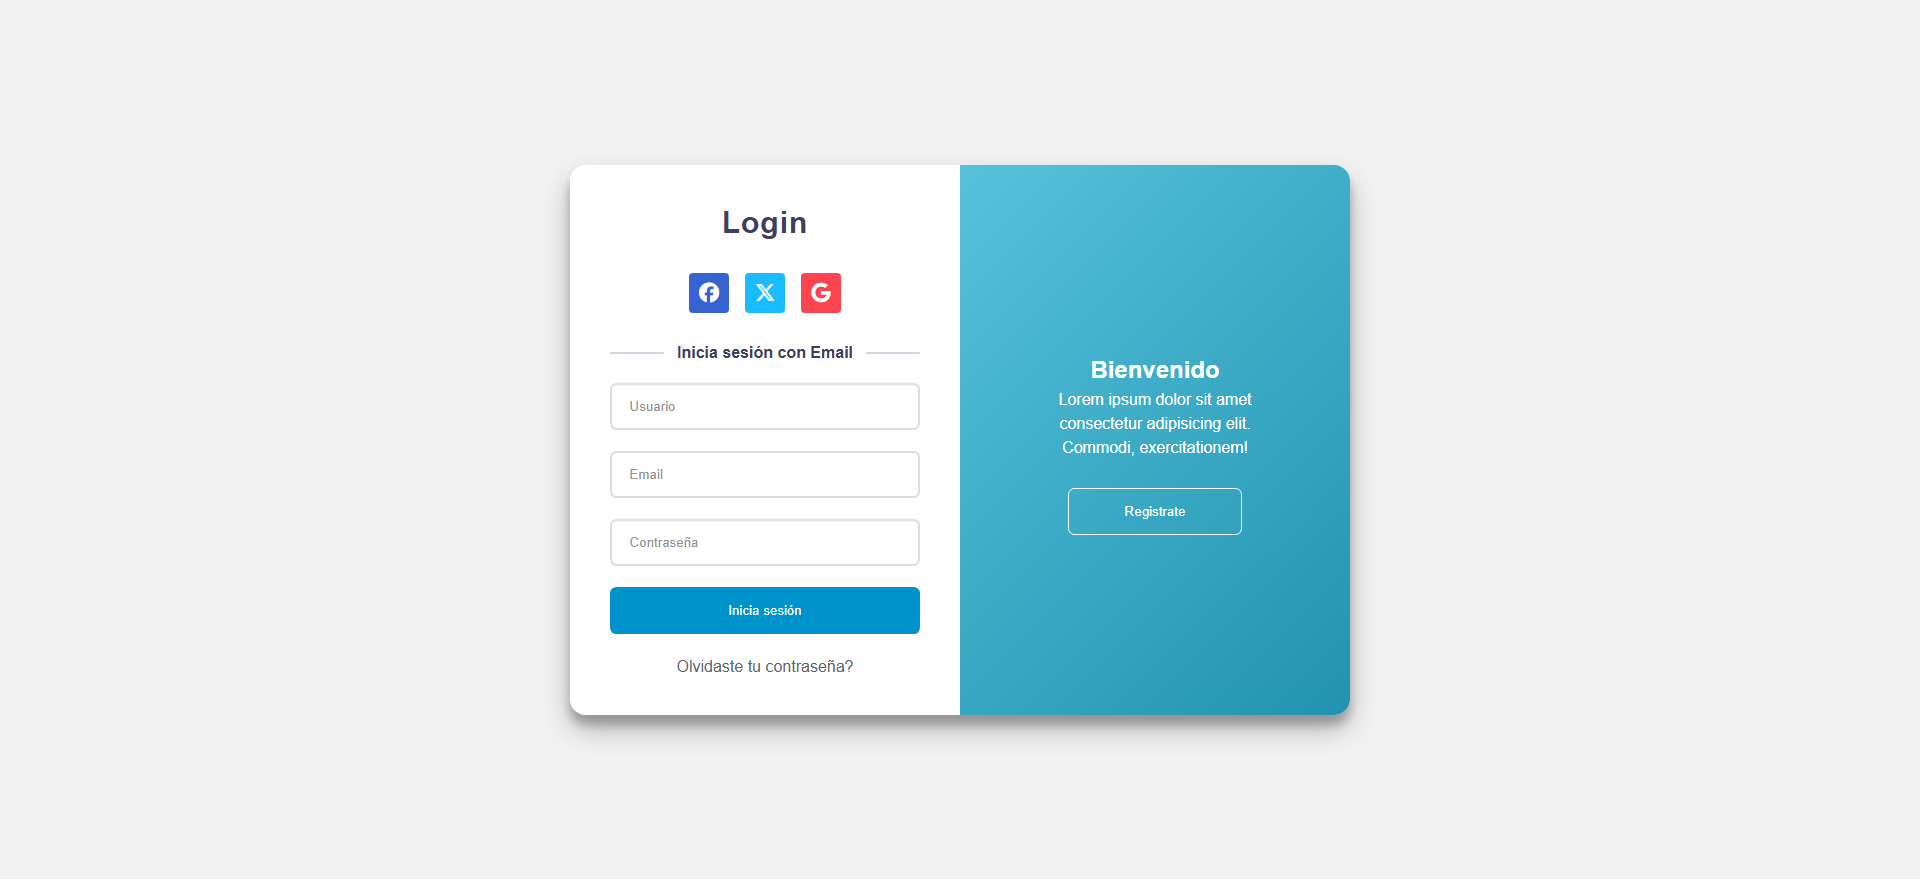 Login
Inicia sesión con Email
Usuario
Email
Contraseña
Inicia sesión
Olvidaste tu contraseña?
Bienvenido
Lorem ipsum dolor sit amet
consectetur adipisicing elit.
Commodi, exercitationem!
Registrate